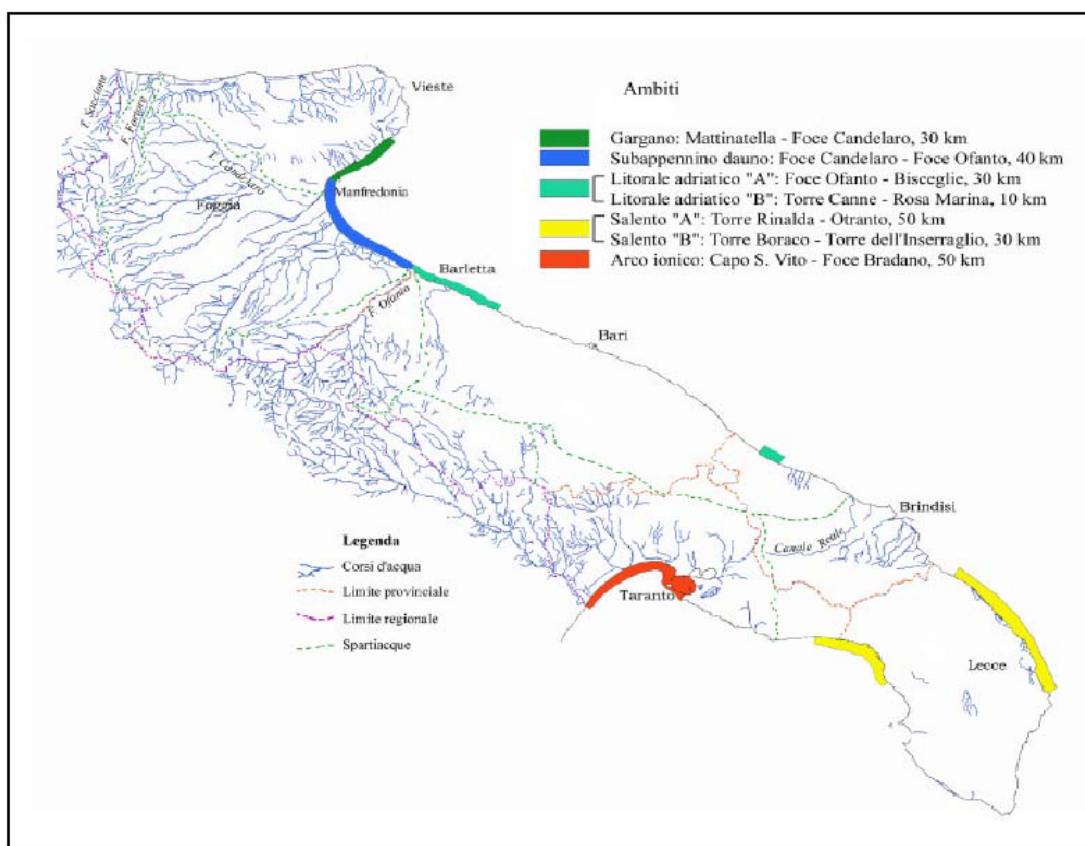 Ambiti
Gargano: Mattinatella - Foce Candelaro, 30 km
Subappennino dauno: Foce Candelaro - Foce Ofanto, 40 km
Litorale adriatico "A": Foce Ofanto - Bisceglie, 30 km
Litorale adriatico "B": Torre Canne - Rosa Marina, 10 km
Salento "A": Torre Rinalda - Otranto, 50 km
Salento "B": Torre Boraco - Torre dell'Inserraglio, 30 km
Arco ionico: Capo S. Vito - Foce Bradano, 50 km
Vieste
T. Saccione
F. Fortore
T. Candelaro
Manfredonia
Foggia
Barletta
F. Ofanto
Bari
Brindisi
Canale Reale
Taranto
Lecce
Legenda
Corsi d'acqua
Limite provinciale
Limite regionale
Spartiacque